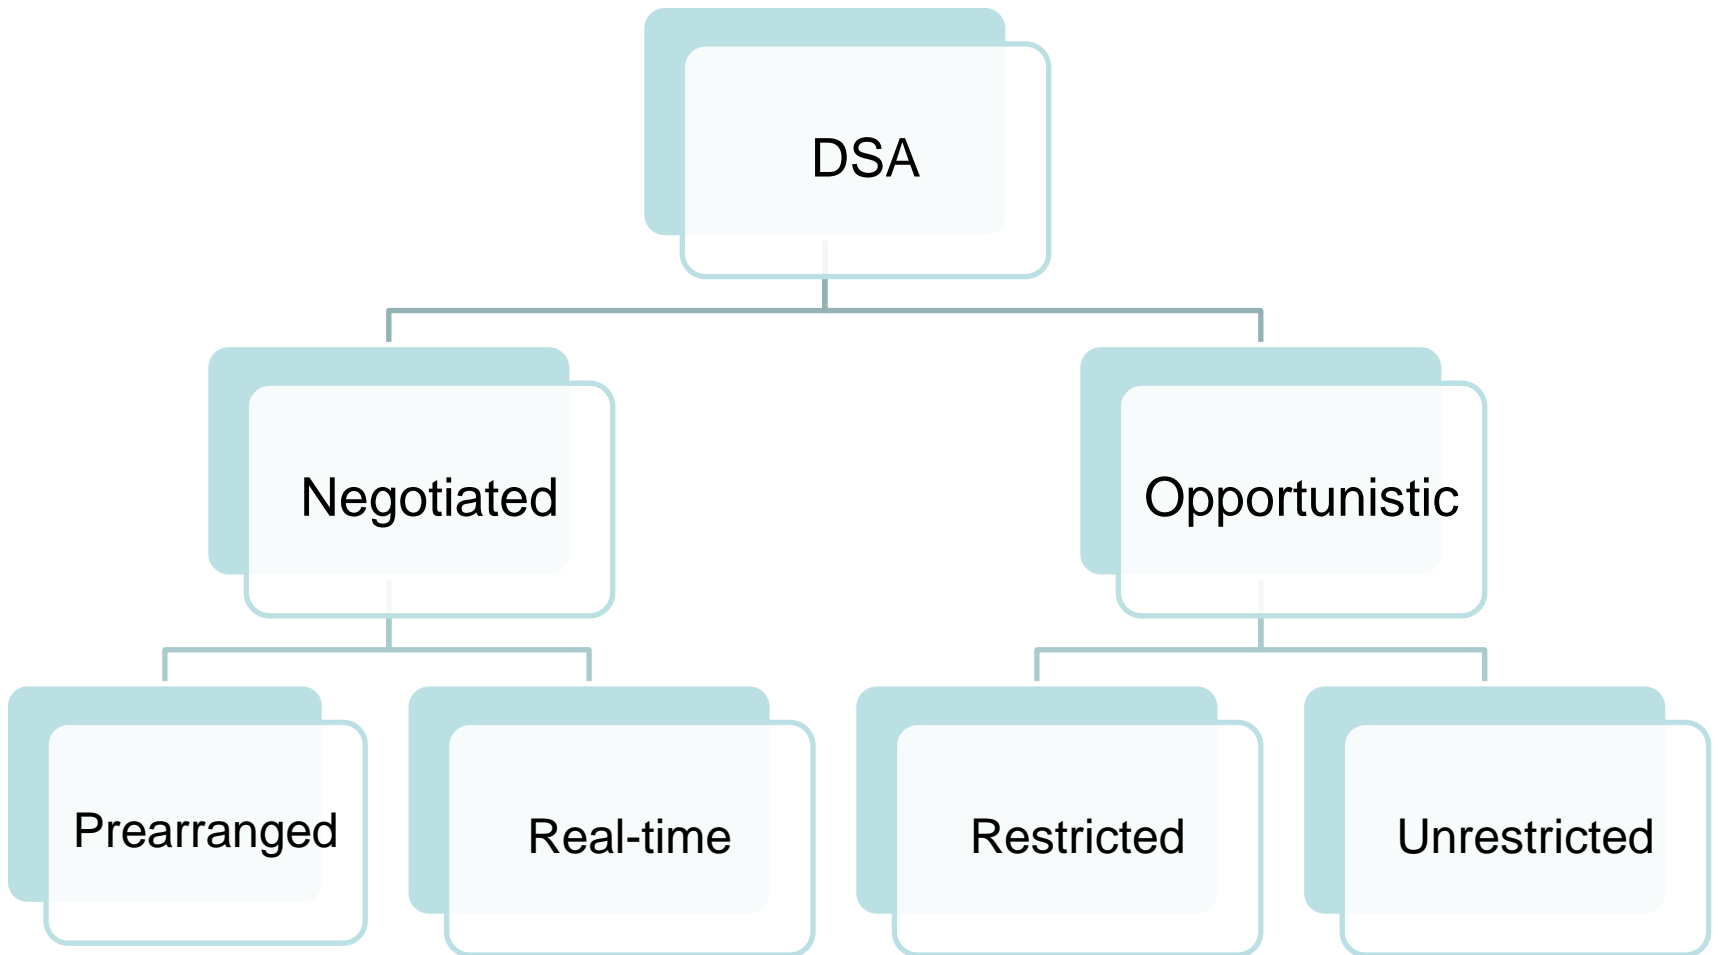 DSA
Negotiated
Opportunistic
Prearranged
Real-time
Restricted
Unrestricted